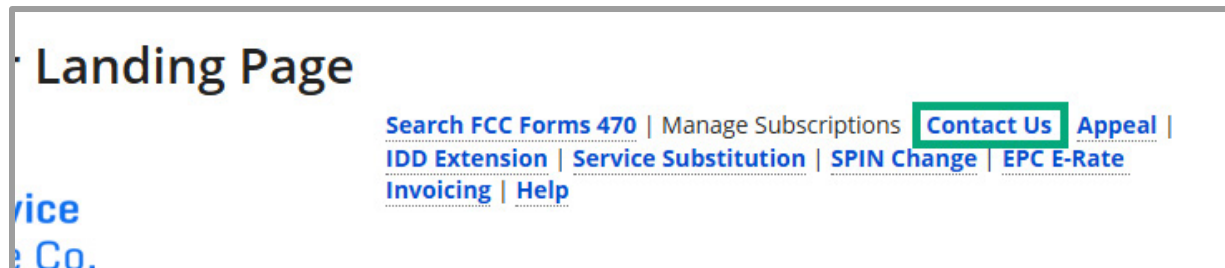 Landing Page
Search FCC Forms 470 | Manage Subscriptions Contact Us Appeal |
IDD Extension | Service Substitution | SPIN Change | EPC E-Rate
Invoicing | Help
Co.